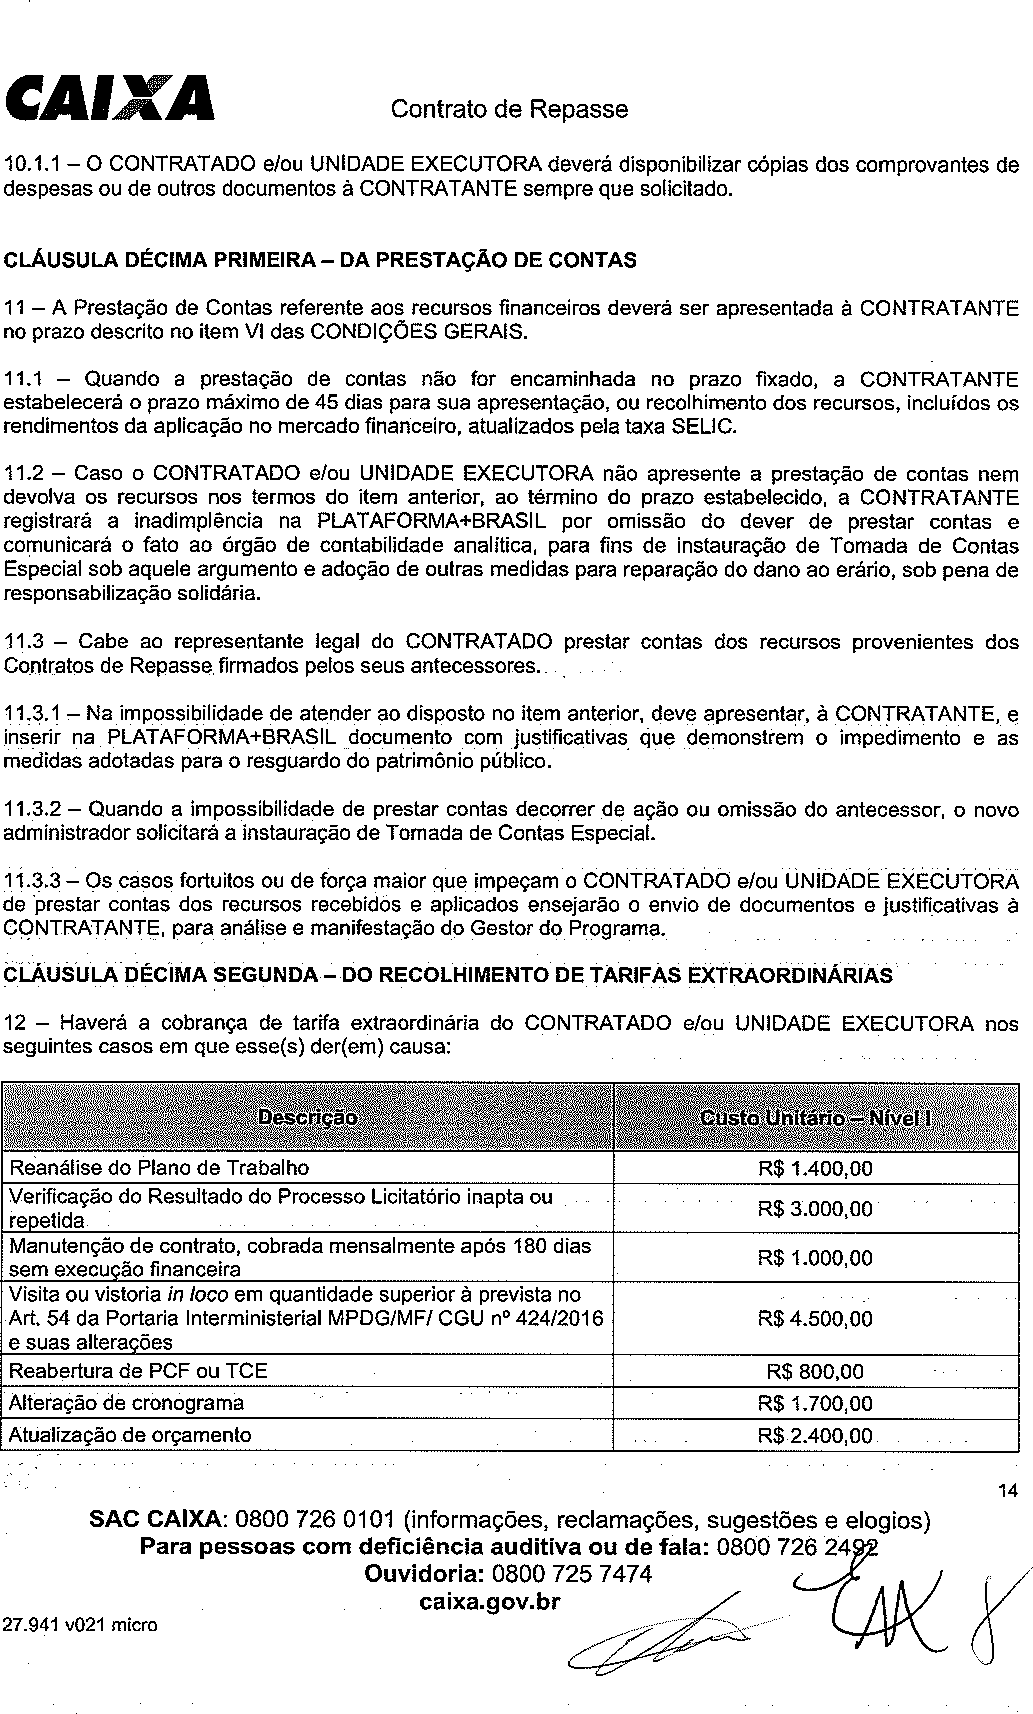 CAIXA
Contrato de Repasse
10.1.1 – O CONTRATADO e/ou UNIDADE EXECUTORA deverá disponibilizar cópias dos comprovantes de
despesas ou de outros documentos à CONTRATANTE sempre que solicitado.
CLÁUSULA DÉCIMA PRIMEIRA – DA PRESTAÇÃO DE CONTAS
11 – A Prestação de Contas referente aos recursos financeiros deverá ser apresentada à CONTRATANTE
no prazo descrito no item VI das CONDIÇÕES GERAIS.
11.1 – Quando a prestação de contas não for encaminhada no prazo fixado, a CONTRATANTE
estabelecerá o prazo máximo de 45 dias para sua apresentação, ou recolhimento dos recursos, incluídos os
rendimentos da aplicação no mercado financeiro, atualizados pela taxa SELIC.
11.2 – Caso o CONTRATADO e/ou UNIDADE EXECUTORA não apresente a prestação de contas nem
devolva os recursos nos termos do item anterior, ao término do prazo estabelecido, a CONTRATANTE
registrará a inadimplência na PLATAFORMA+BRASIL por omissão do dever de prestar contas e
comunicará o fato ao órgão de contabilidade analítica, para fins de instauração de Tomada de Contas
Especial sob aquele argumento e adoção de outras medidas para reparação do dano ao erário, sob pena de
responsabilização solidária.
11.3 – Cabe ao representante legal do CONTRATADO prestar contas dos recursos provenientes dos
Contratos de Repasse firmados pelos seus antecessores.
11.3.1 – Na impossibilidade de atender ao disposto no item anterior, deve apresentar, à CONTRATANTE, e
inserir na PLATAFORMA+BRASIL documento com justificativas que demonstrem o impedimento e as
medidas adotadas para o resguardo do patrimônio público.
11.3.2 – Quando a impossibilidade de prestar contas decorrer de ação ou omissão do antecessor, o novo
administrador solicitará a instauração de Tomada de Contas Especial.
11.3.3 – Os casos fortuitos ou de força maior que impeçam o CONTRATADO e/ou UNIDADE EXECUTORA
de prestar contas dos recursos recebidos e aplicados ensejarão o envio de documentos e justificativas à
CONTRATANTE, para análise e manifestação do Gestor do Programa.
CLÁUSULA DÉCIMA SEGUNDA – DO RECOLHIMENTO DE TARIFAS EXTRAORDINÁRIAS
12 – Haverá a cobrança de tarifa extraordinária do CONTRATADO e/ou UNIDADE EXECUTORA nos
seguintes casos em que esse(s) der(em) causa:
Descrição Custo Unitário – Nível I
Reanálise do Plano de Trabalho R$ 1.400,00
Verificação do Resultado do Processo Licitatório inapta ou
repetida R$ 3.000,00
Manutenção de contrato, cobrada mensalmente após 180 dias
sem execução financeira R$ 1.000,00
Visita ou vistoria in loco em quantidade superior à prevista no
Art. 54 da Portaria Interministerial MPDG/MF/ CGU nº 424/2016 R$ 4.500,00
e suas alterações
Reabertura de PCF ou TCE R$ 800,00
Alteração de cronograma R$ 1.700,00
Atualização de orçamento R$ 2.400,00
14
SAC CAIXA: 0800 726 0101 (informações, reclamações, sugestões e elogios)
Para pessoas com deficiência auditiva ou de fala: 0800 726 2492
Ouvidoria: 0800 725 7474
caixa.gov.br
27.941 v021 micro